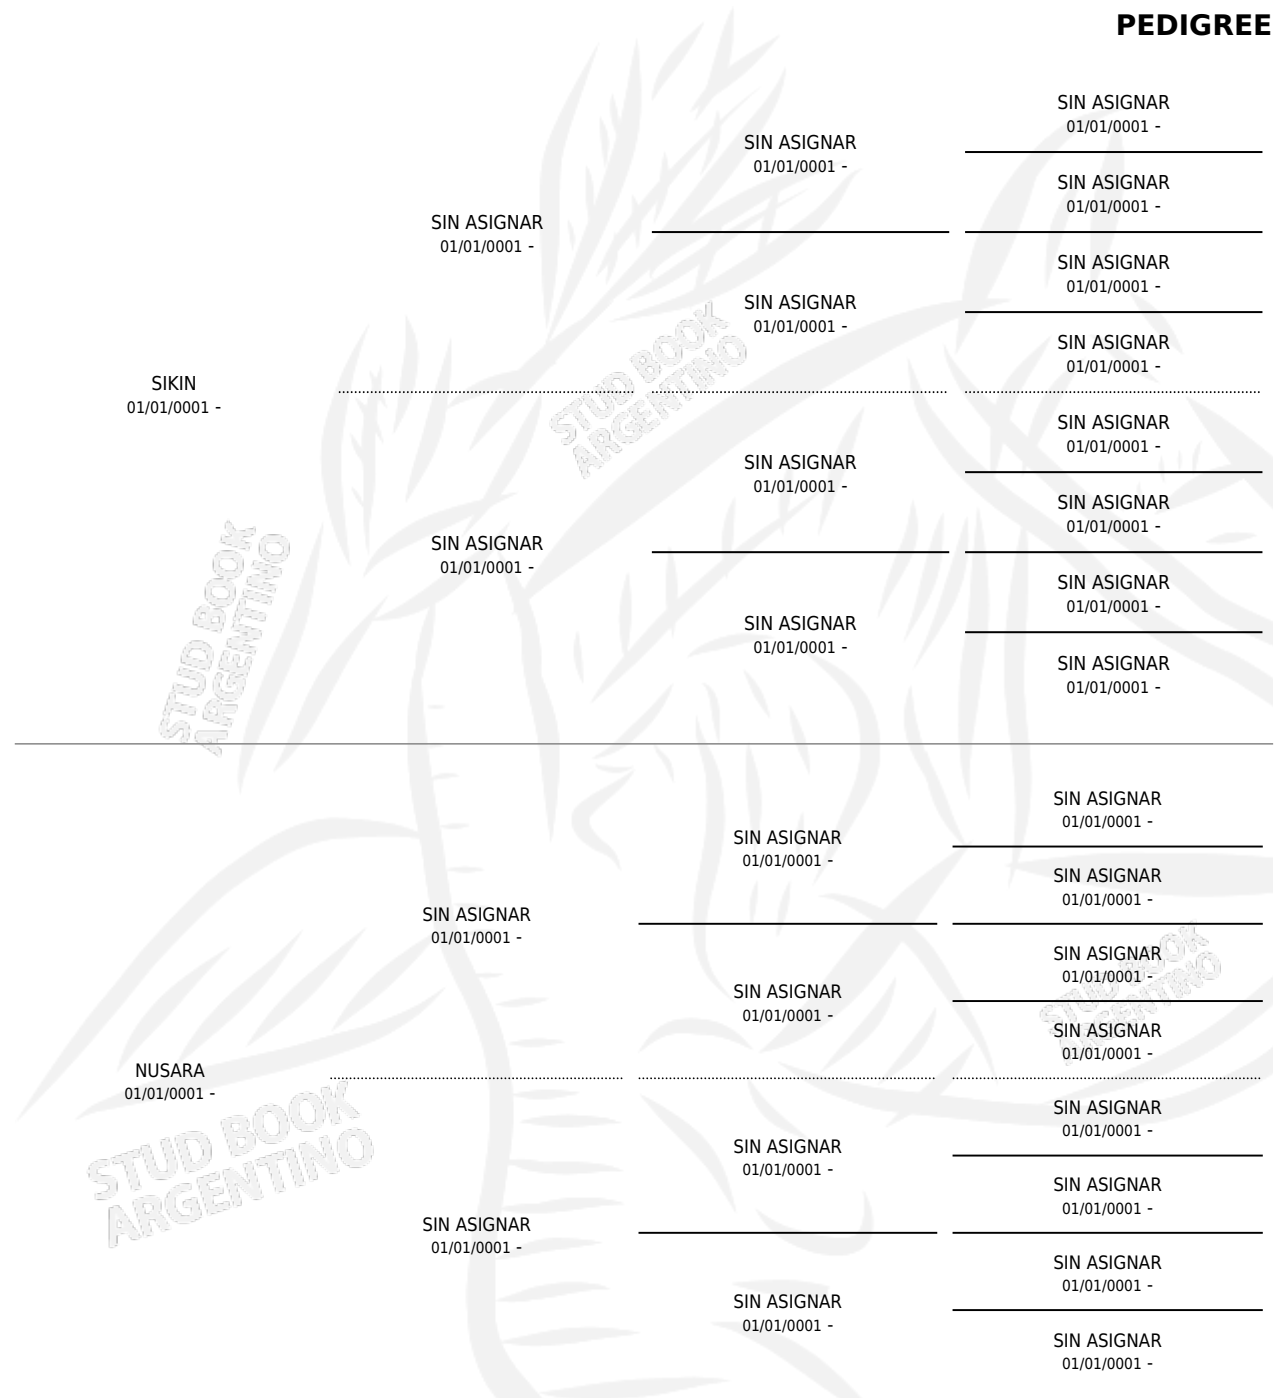 PEDIGREE
SIN ASIGNAR
01/01/0001 -
SIN ASIGNAR
01/01/0001 -
SIN ASIGNAR
01/01/0001 -
SIN ASIGNAR
01/01/0001 -
SIN ASIGNAR
01/01/0001 -
SIN ASIGNAR
01/01/0001 -
SIN ASIGNAR
01/01/0001 -
STUD BOOK
ARGENTINO
SIKIN
01/01/0001 -
SIN ASIGNAR
01/01/0001 -
SIN ASIGNAR
01/01/0001 -
SIN ASIGNAR
01/01/0001 -
SIN ASIGNAR
01/01/0001 -
SIN ASIGNAR
01/01/0001 -
SIN ASIGNAR
01/01/0001 -
SIN ASIGNAR
01/01/0001 -
STUD BOOK
ARGENTINO
SIN ASIGNAR
01/01/0001 -
SIN ASIGNAR
01/01/0001 -
SIN ASIGNAR
01/01/0001 -
SIN ASIGNAR
01/01/0001 -
SIN ASIGNAR
01/01/0001 -
SIN ASIGNAR
01/01/0001 -
SIN ASIGNAR
01/01/0001 -
SIN ASIGNAR
01/01/0001 -
STUD BOOK
ARGENTINO
NUSARA
01/01/0001 -
STUD BOOK
ARGENTINO
SIN ASIGNAR
01/01/0001 -
SIN ASIGNAR
01/01/0001 -
SIN ASIGNAR
01/01/0001 -
SIN ASIGNAR
01/01/0001 -
SIN ASIGNAR
01/01/0001 -
SIN ASIGNAR
01/01/0001 -
SIN ASIGNAR
01/01/0001 -